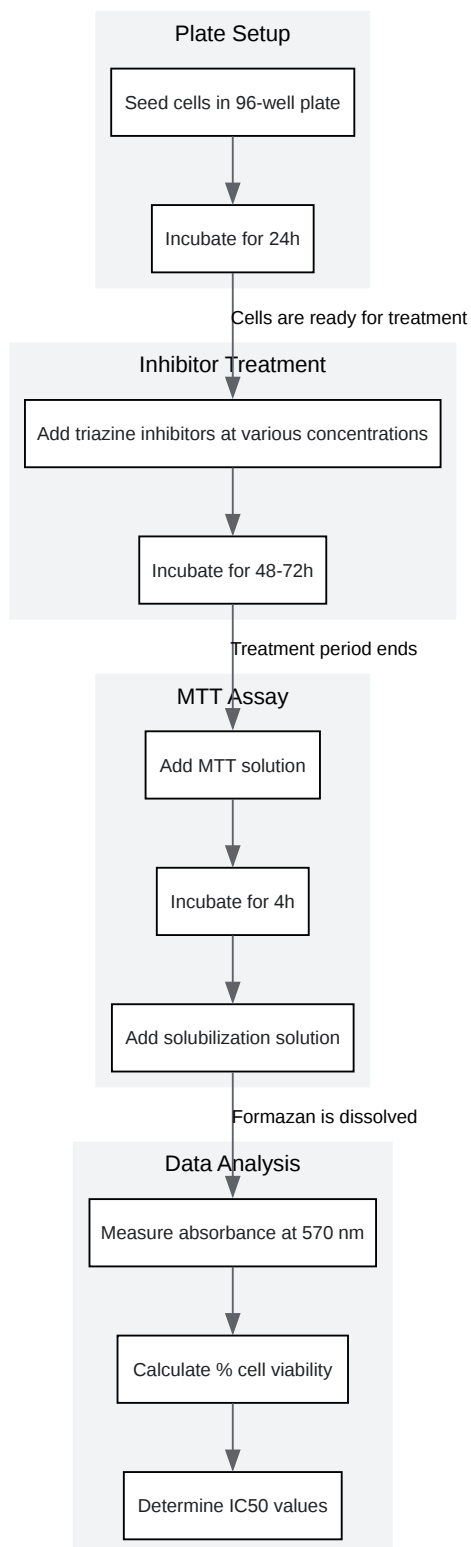 Plate Setup
Seed cells in 96-well plate
Incubate for 24h
Cells are ready for treatment
Inhibitor Treatment
Add triazine inhibitors at various concentrations
Incubate for 48-72h
Treatment period ends
MTT Assay
Add MTT solution
Incubate for 4h
Add solubilization solution
Formazan is dissolved
Data Analysis
Measure absorbance at 570 nm
Calculate % cell viability
Determine IC50 values